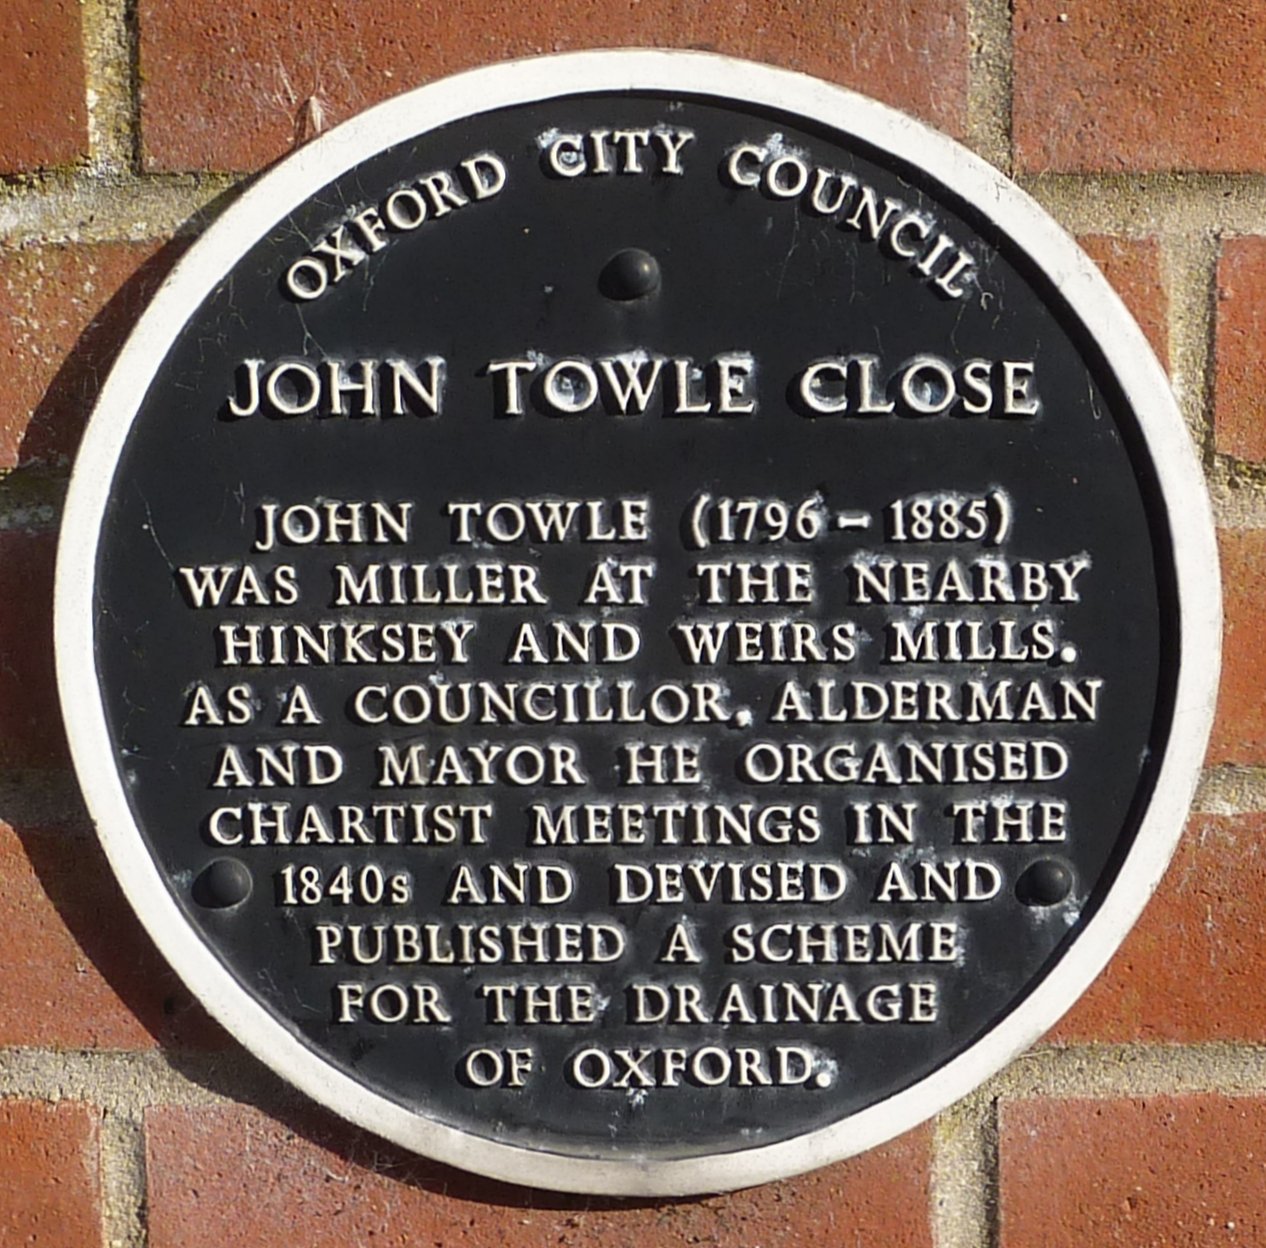 OXFORD CITY COUNCIL
JOHN TOWLE CLOSE
JOHN TOWLE (1796-1885)
WAS MILLER AT THE NEARBY
HINKSEY AND WEIRS MILLS.
AS A COUNCILLOR, ALDERMAN
AND MAYOR HE ORGANISED
CHARTIST MEETINGS IN THE
1840s AND DEVISED AND
PUBLISHED A SCHEME
FOR THE DRAINAGE
OF OXFORD.